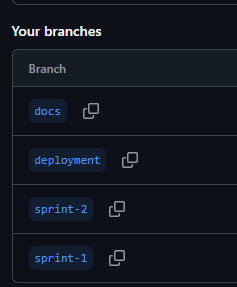 Your branches
Branch
docs
deployment
sprint-2
sprint-1